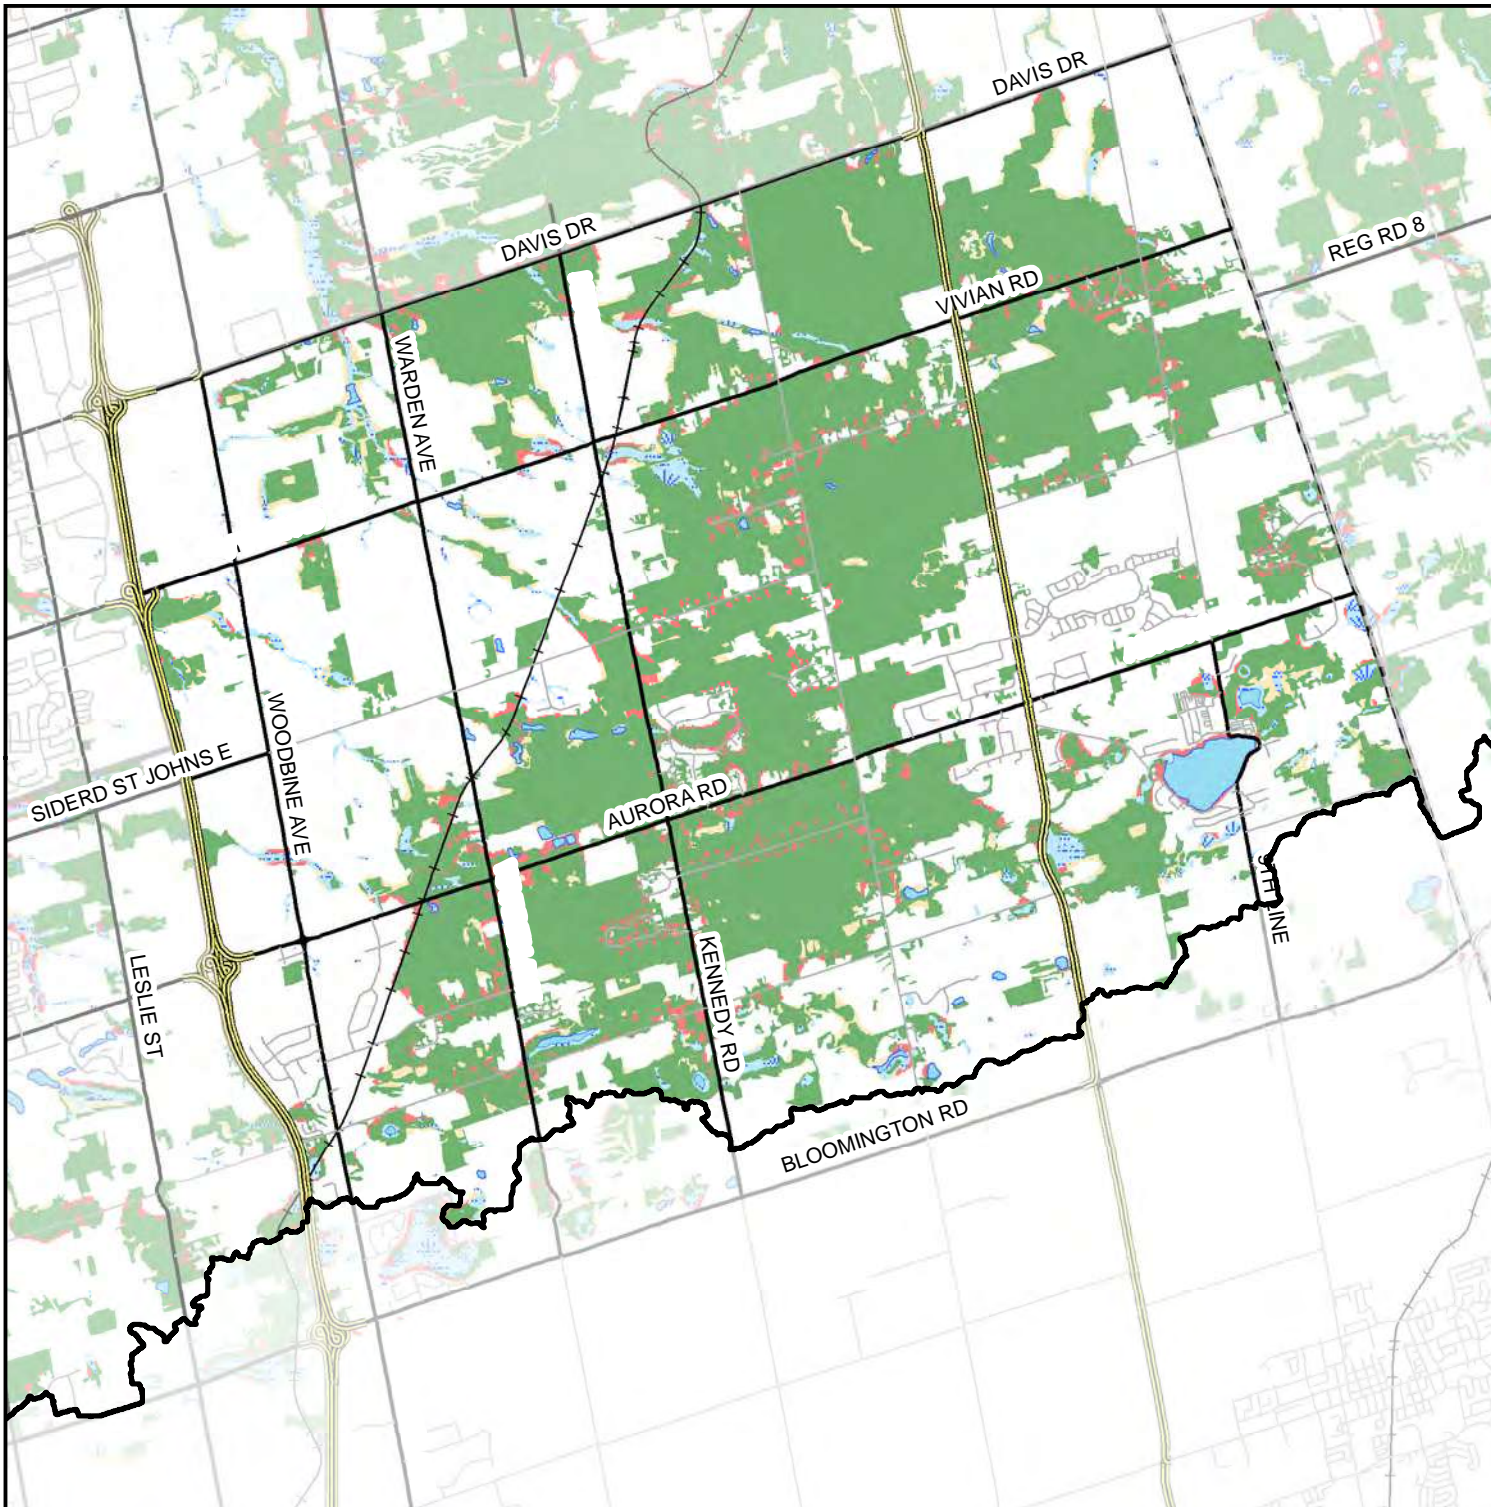 DAVIS DR
DAVIS DR
REG RD 8
VIVIAN RD
WARDEN AVE
SIDERD ST JOHNS E
WOODBINE AVE
AURORA RD
LESLIE ST
KENNEDY RD
BLOOMINGTON RD